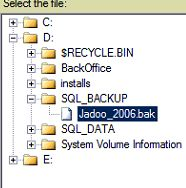 Select the file:
C:
D:
$RECYCLE.BIN
BackOffice
installs
SQL_BACKUP
Jadoo_2006.bak
SQL_DATA
System Volume Information
E: